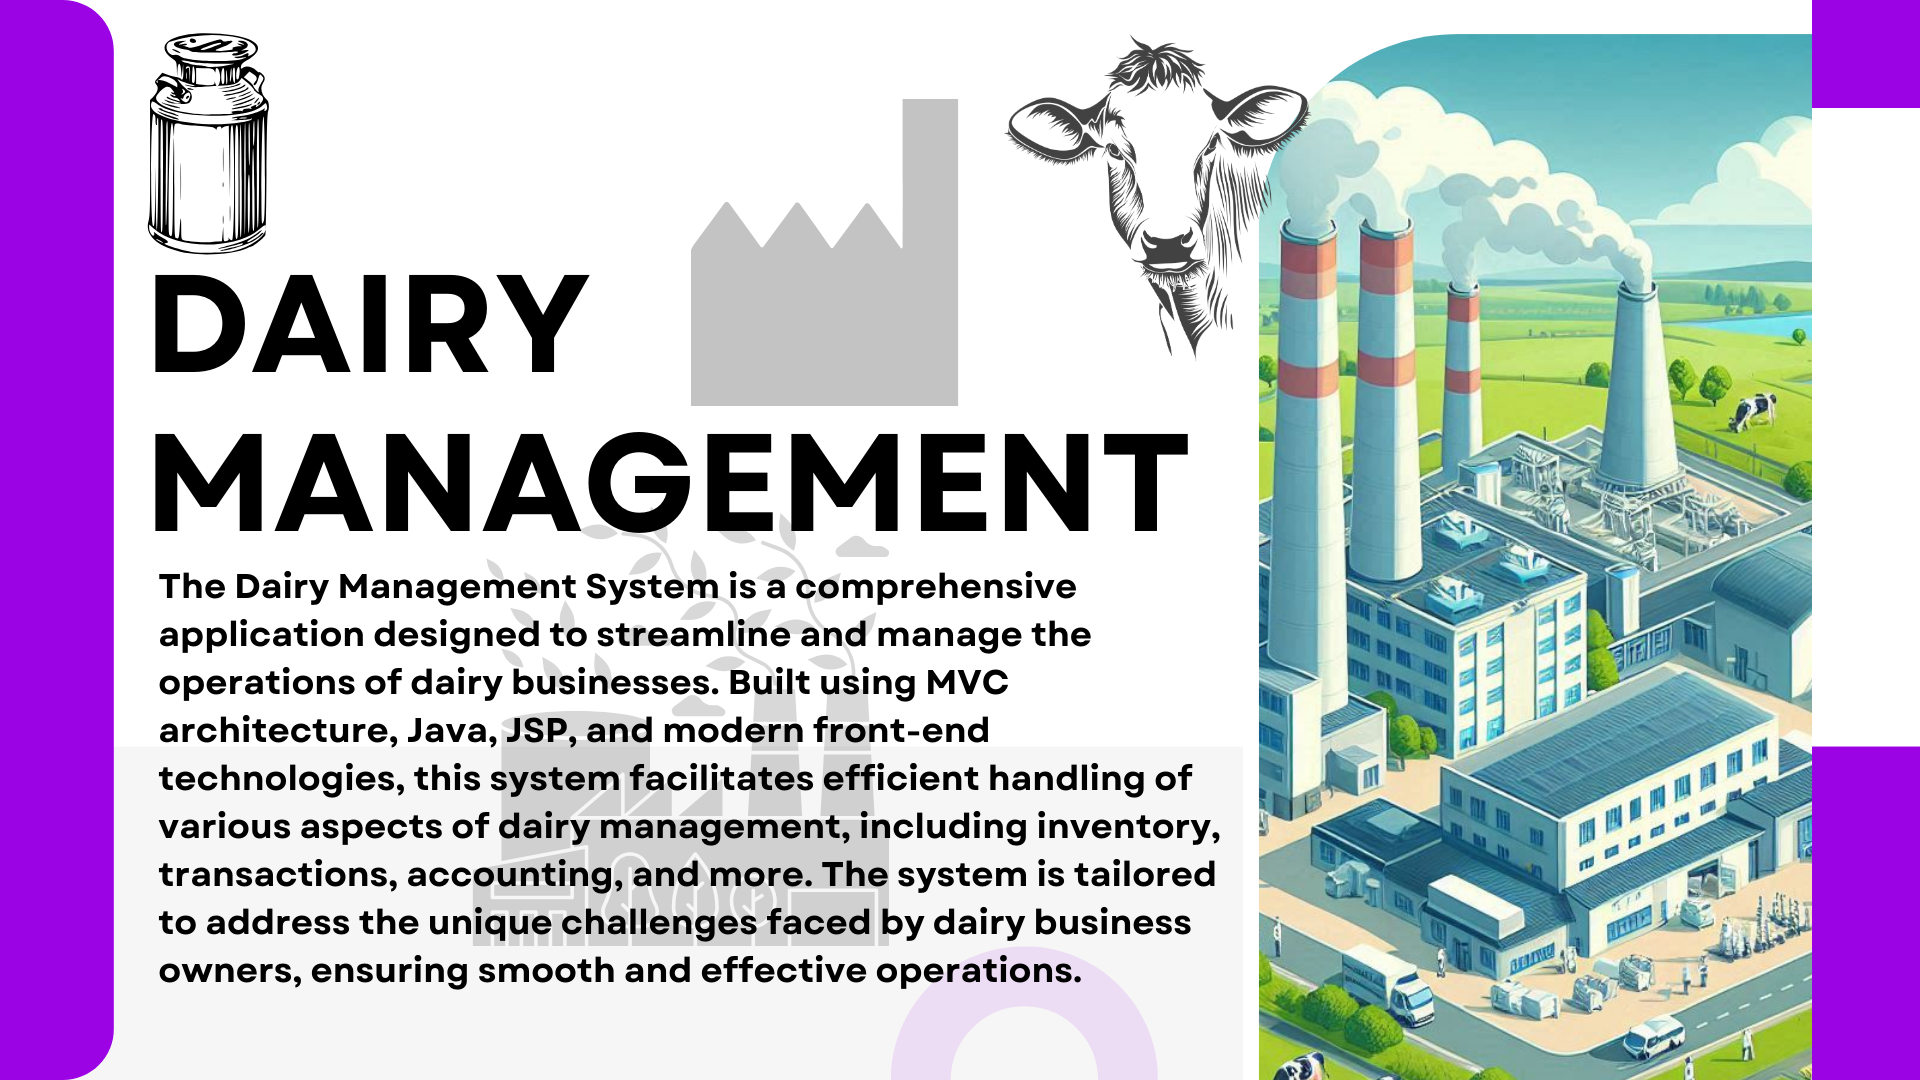 DAIRY
MANAGEMENT
The Dairy Management System is a comprehensive
application designed to streamline and manage the
operations of dairy businesses. Built using MVC
architecture, Java, JSP, and modern front-end
technologies, this system facilitates efficient handling of
various aspects of dairy management, including inventory,
transactions, accounting, and more. The system is tailored
to address the unique challenges faced by dairy business
owners, ensuring smooth and effective operations.